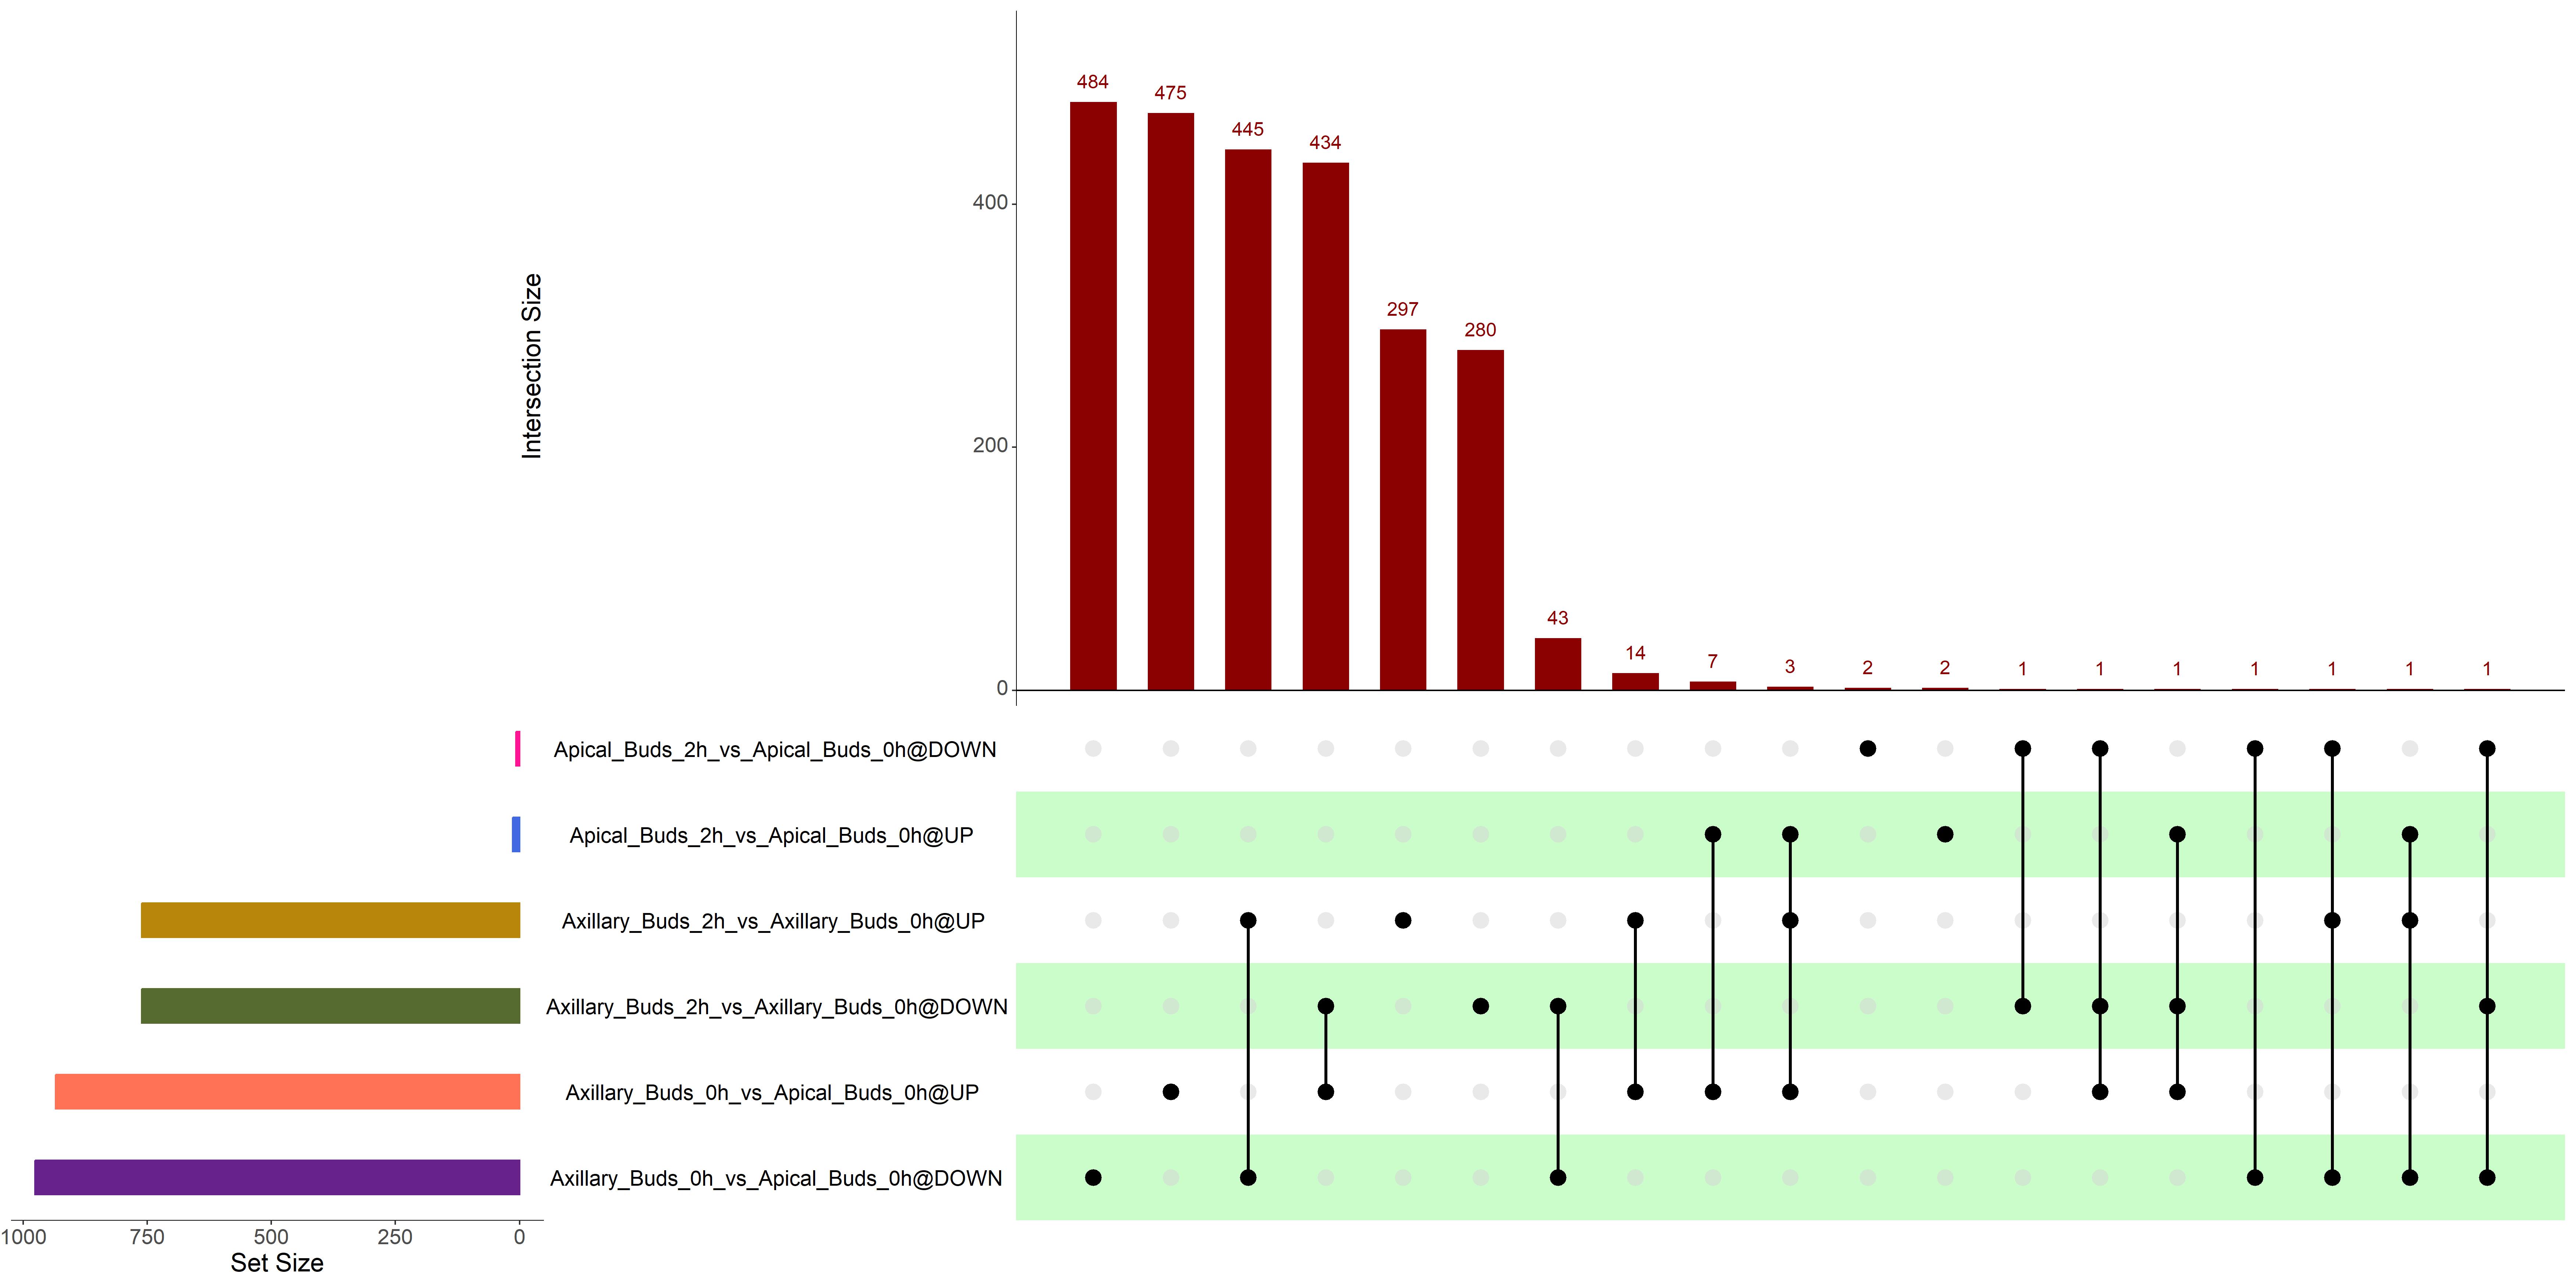 484
475
445
434
297
280
43
14
7
3
2
2
1
1
1
1
1
1
1
400
200
0
Intersection Size
Apical_Buds_2h_vs_Apical_Buds_0h@DOWN
Apical_Buds_2h_vs_Apical_Buds_0h@UP
Axillary_Buds_2h_vs_Axillary_Buds_0h@UP
Axillary_Buds_2h_vs_Axillary_Buds_0h@DOWN
Axillary_Buds_0h_vs_Apical_Buds_0h@UP
Axillary_Buds_0h_vs_Apical_Buds_0h@DOWN
1000 750 500 250 0
Set Size